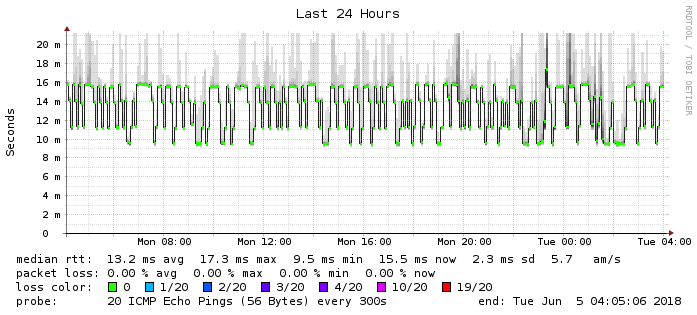 Last 24 Hours
RRDTOOL / TOBI OETIKER
Seconds
20 m
18 m
16 m
14 m
12 m
10 m
8 m
6 m
4 m
2 m
0
Mon 08:00 Mon 12:00 Mon 16:00 Mon 20:00 Tue 00:00 Tue 04:00
median rtt: 13.2 ms avg 17.3 ms max 9.5 ms min 15.5 ms now 2.3 ms sd 5.7 am/s
packet loss: 0.00 % avg 0.00 % max 0.00 % min 0.00 % now
loss color: 0 1/20 2/20 3/20 4/20 10/20 19/20
probe: 20 ICMP Echo Pings (56 Bytes) every 300s end: Tue Jun 5 04:05:06 2018